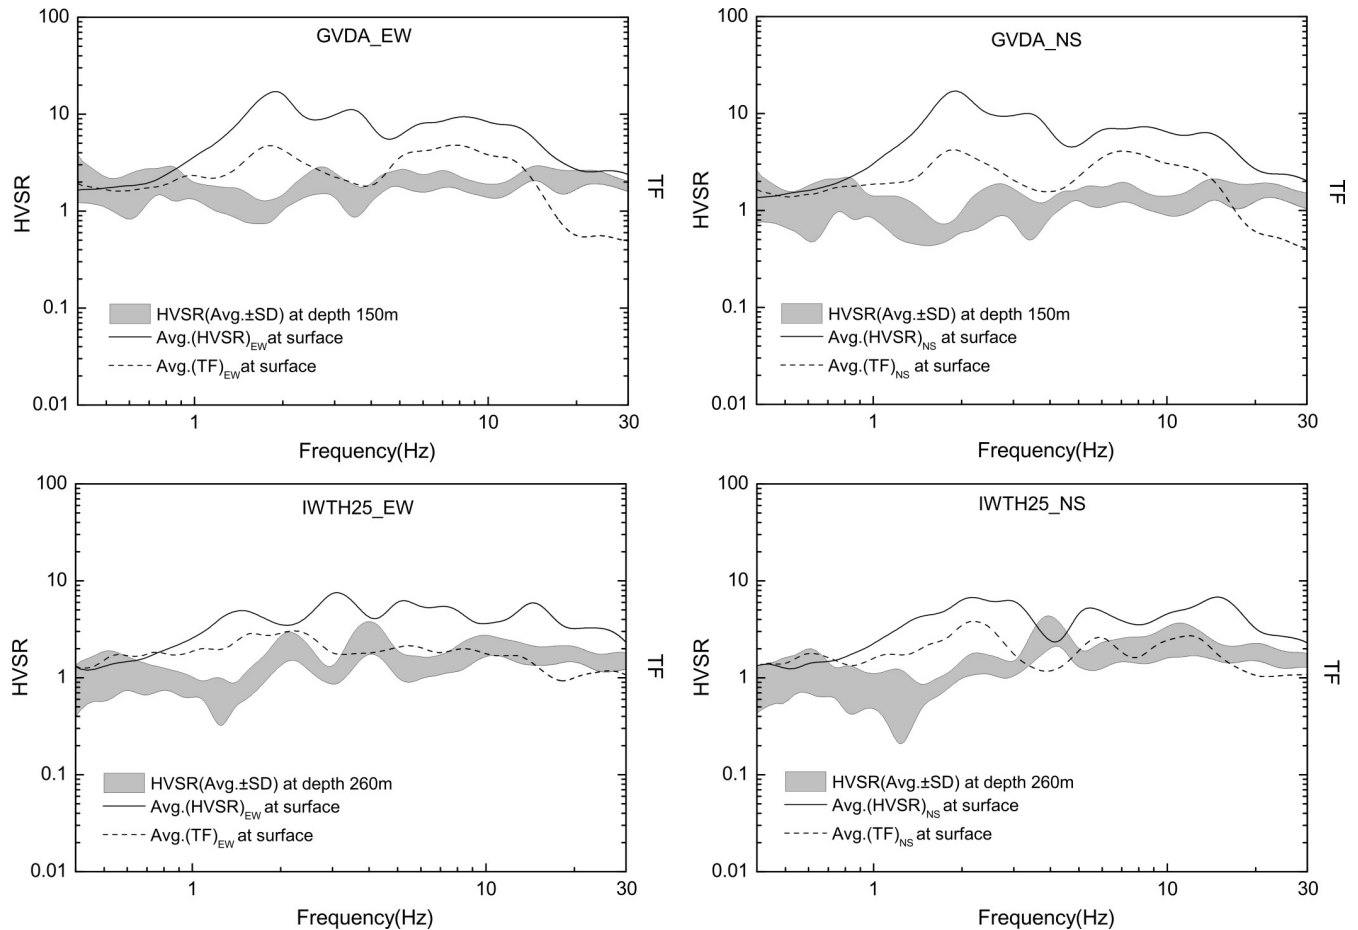 GVDA_EW
100
10
1
0.1
0.01
HVSR
HVSR(Avg.±SD) at depth 150m
Avg.(HVSR)EW at surface
Avg.(TF)EW at surface
1
10
30
Frequency(Hz)
TF
GVDA_NS
100
10
1
0.1
0.01
HVSR
HVSR(Avg.±SD) at depth 150m
Avg.(HVSR)NS at surface
Avg.(TF)NS at surface
1
10
30
Frequency(Hz)
TF
IWTH25_EW
100
10
1
0.1
0.01
HVSR
HVSR(Avg.±SD) at depth 260m
Avg.(HVSR)EW at surface
Avg.(TF)EW at surface
1
10
30
Frequency(Hz)
TF
IWTH25_NS
100
10
1
0.1
0.01
HVSR
HVSR(Avg.±SD) at depth 260m
Avg.(HVSR)NS at surface
Avg.(TF)NS at surface
1
10
30
Frequency(Hz)
TF